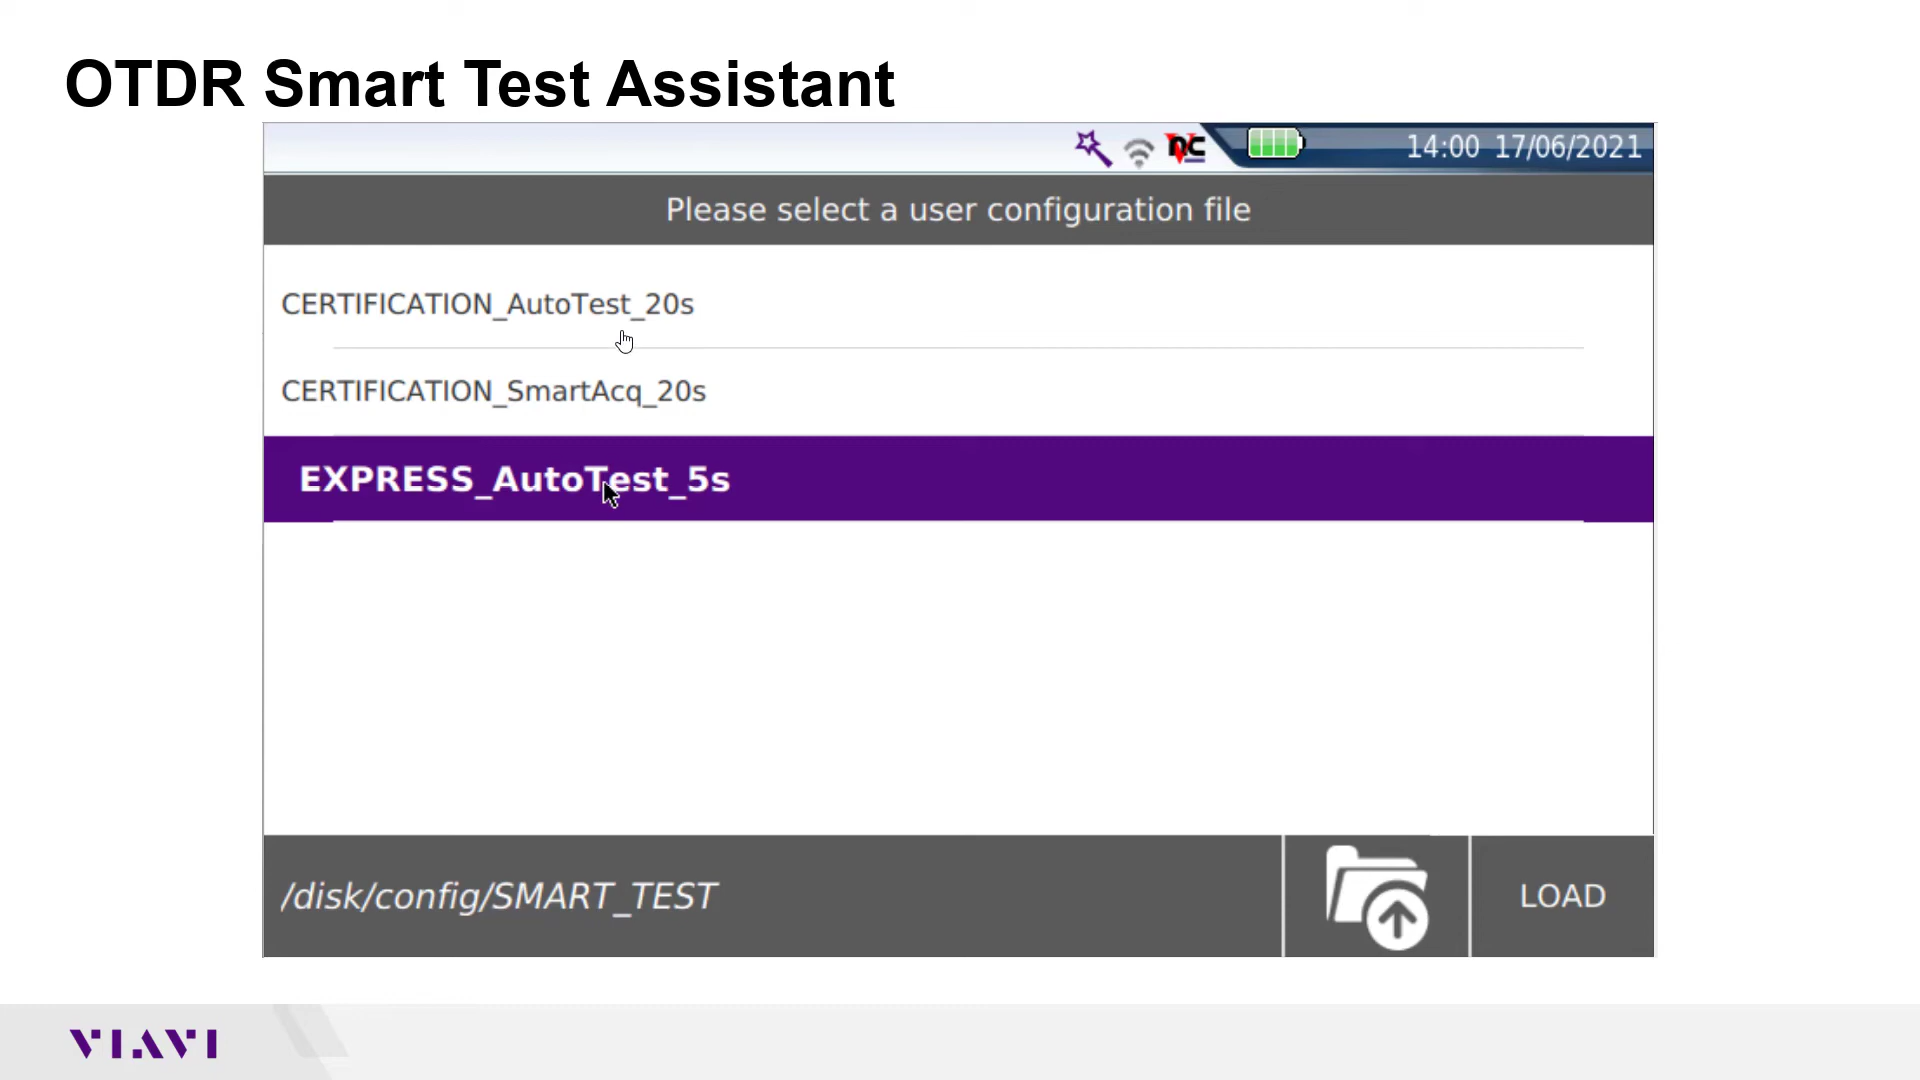 OTDR Smart Test Assistant
VNC 14:00 17/06/2021
Please select a user configuration file
CERTIFICATION_AutoTest_20s
CERTIFICATION_SmartAcq_20s
EXPRESS_AutoTest_5s
/disk/config/SMART_TEST
LOAD
VIAVI